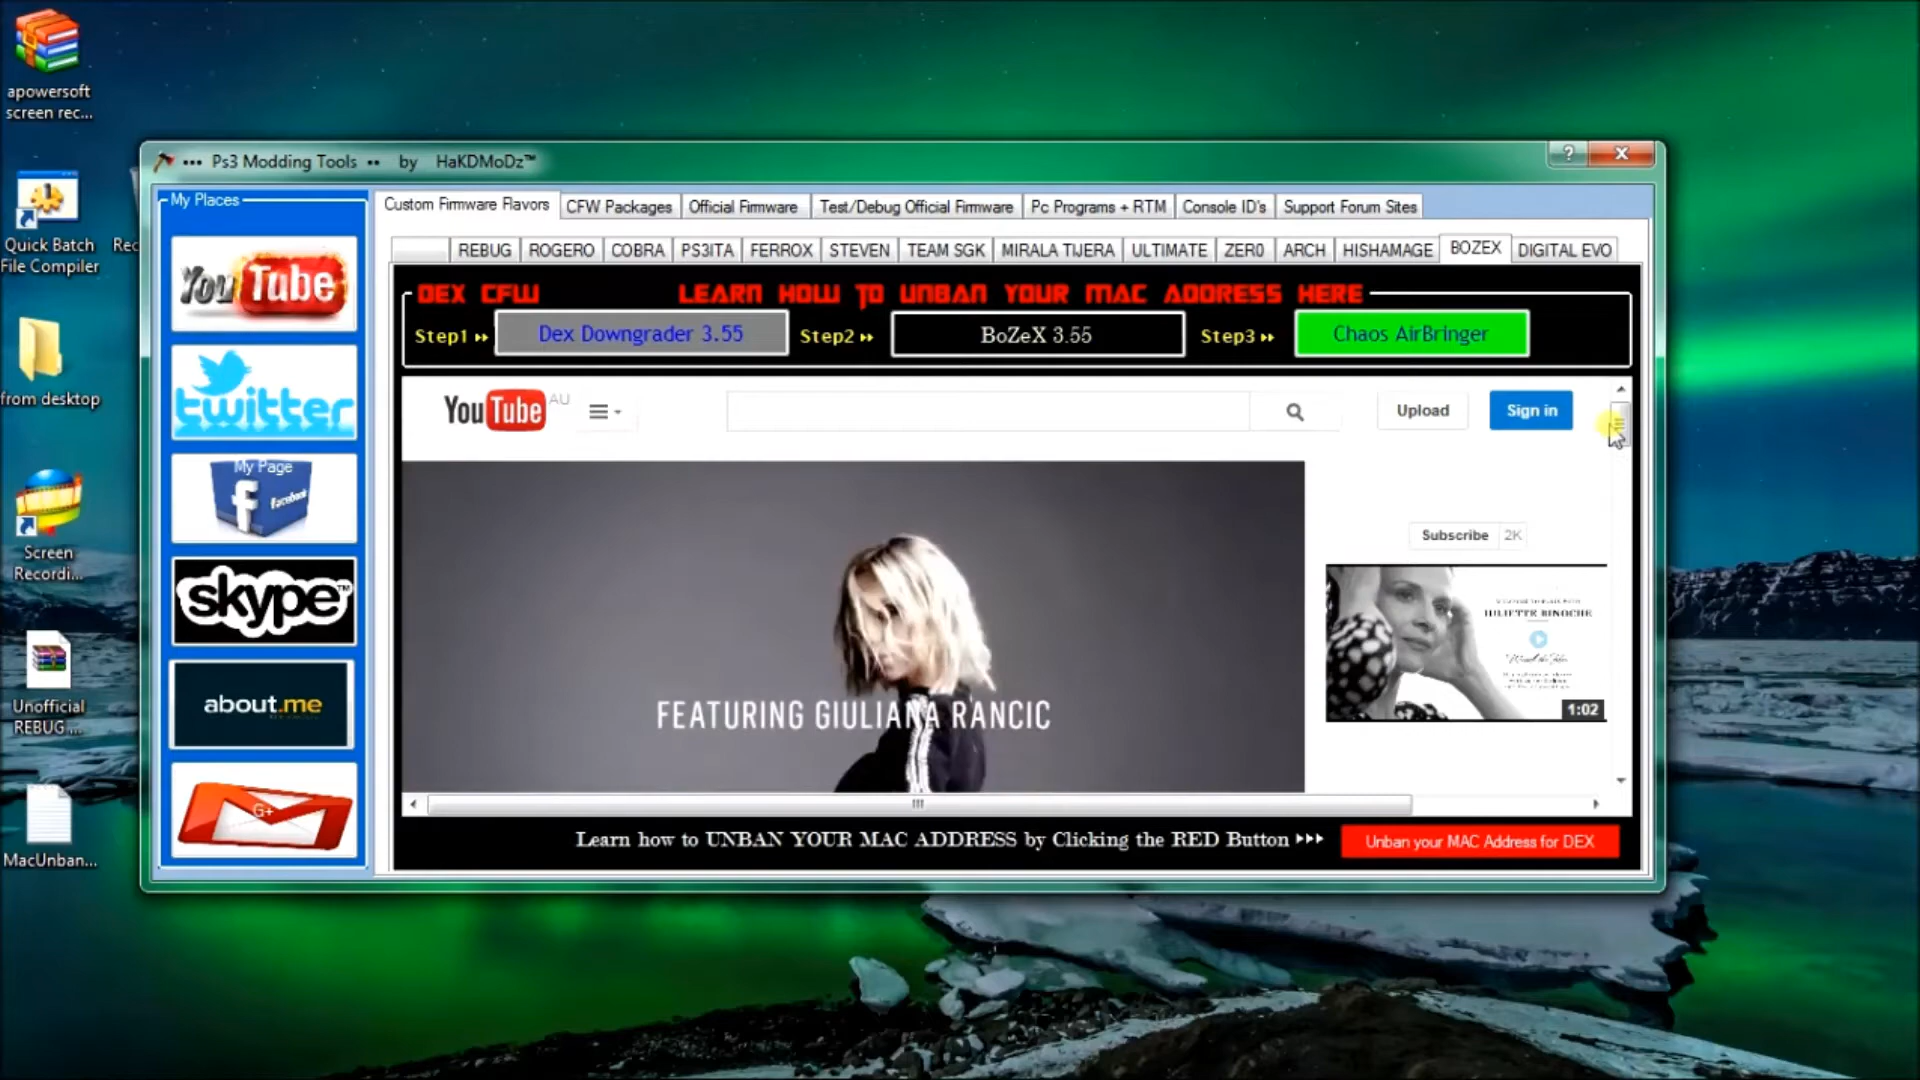 apowersoft
screen rec...
Quick Batch
File Compiler
Rec
from desktop
Screen
Recordi...
Unofficial
REBUG ...
MacUnban...
••• Ps3 Modding Tools •• by HaKDMoDz™
?
My Places
YouTube
twitter
My Page
facebook
skype™
about.me
G+
Custom Firmware Flavors
CFW Packages
Official Firmware
Test/Debug Official Firmware
Pc Programs + RTM
Console ID's
Support Forum Sites
REBUG
ROGERO
COBRA
PS3ITA
FERROX
STEVEN
TEAM SGK
MIRALA TIJERA
ULTIMATE
ZER0
ARCH
HISHAMAGE
BOZEX
DIGITAL EVO
DEX CFW
LEARN HOW TO UNBAN YOUR MAC ADDRESS HERE
Step1
Dex Downgrader 3.55
Step2
BoZeX 3.55
Step3
Chaos AirBringer
YouTube AU
Upload
Sign in
Subscribe 2K
JULIETTE BINOCHE
1:02
FEATURING GIULIANA RANCIC
Learn how to UNBAN YOUR MAC ADDRESS by Clicking the RED Button
Unban your MAC Address for DEX